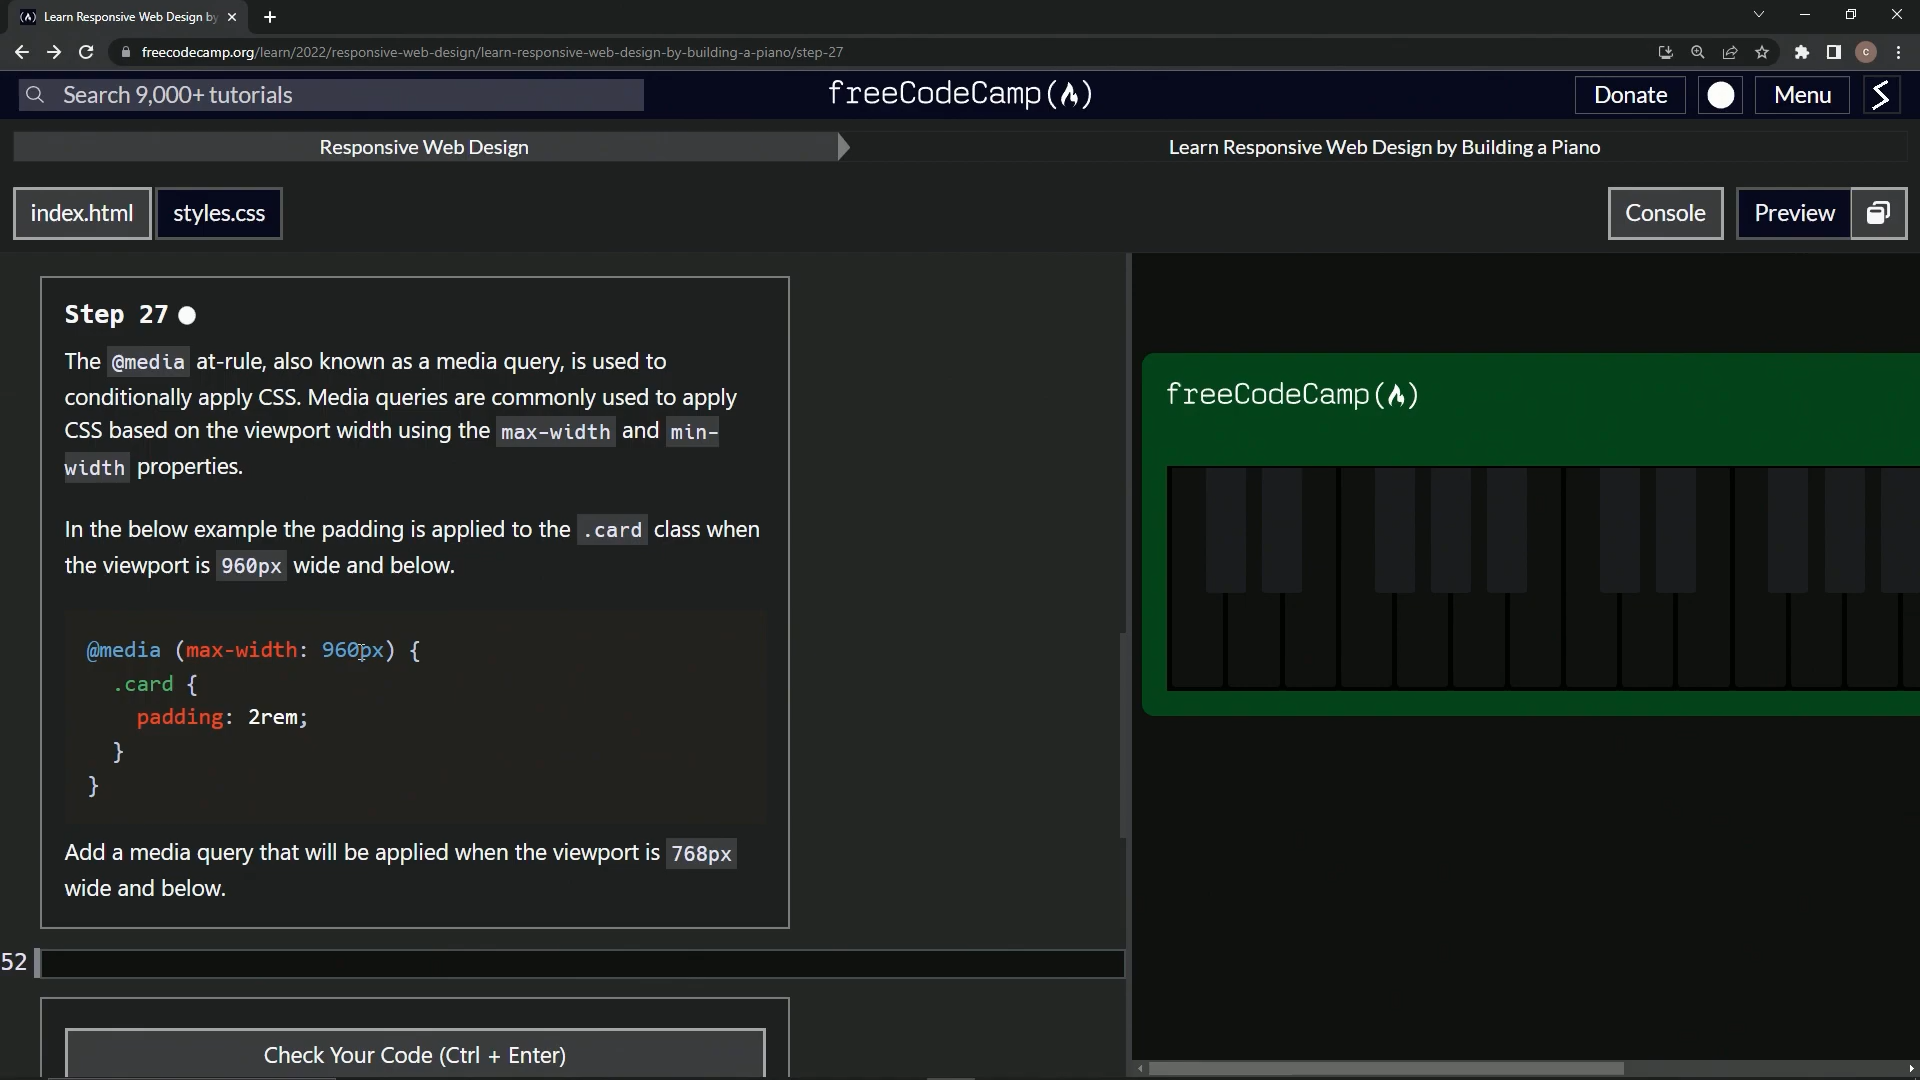 Learn Responsive Web Design by
freecodecamp.org/learn/2022/responsive-web-design/learn-responsive-web-design-by-building-a-piano/step-27
C
Search 9,000+ tutorials
freeCodeCamp
Donate
Menu
Responsive Web Design
Learn Responsive Web Design by Building a Piano
index.html
styles.css
Console
Preview
Step 27
The @media at-rule, also known as a media query, is used to
conditionally apply CSS. Media queries are commonly used to apply
CSS based on the viewport width using the max-width and min-
width properties.
In the below example the padding is applied to the .card class when
the viewport is 960px wide and below.
@media (max-width: 960px) {
.card {
padding: 2rem;
}
}
Add a media query that will be applied when the viewport is 768px
wide and below.
52
Check Your Code (Ctrl + Enter)
freeCodeCamp